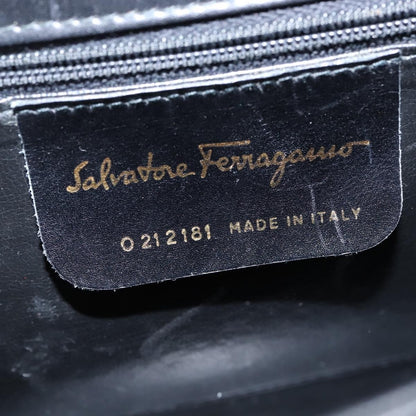 Salvatore Ferragamo
O 212181 MADE IN ITALY